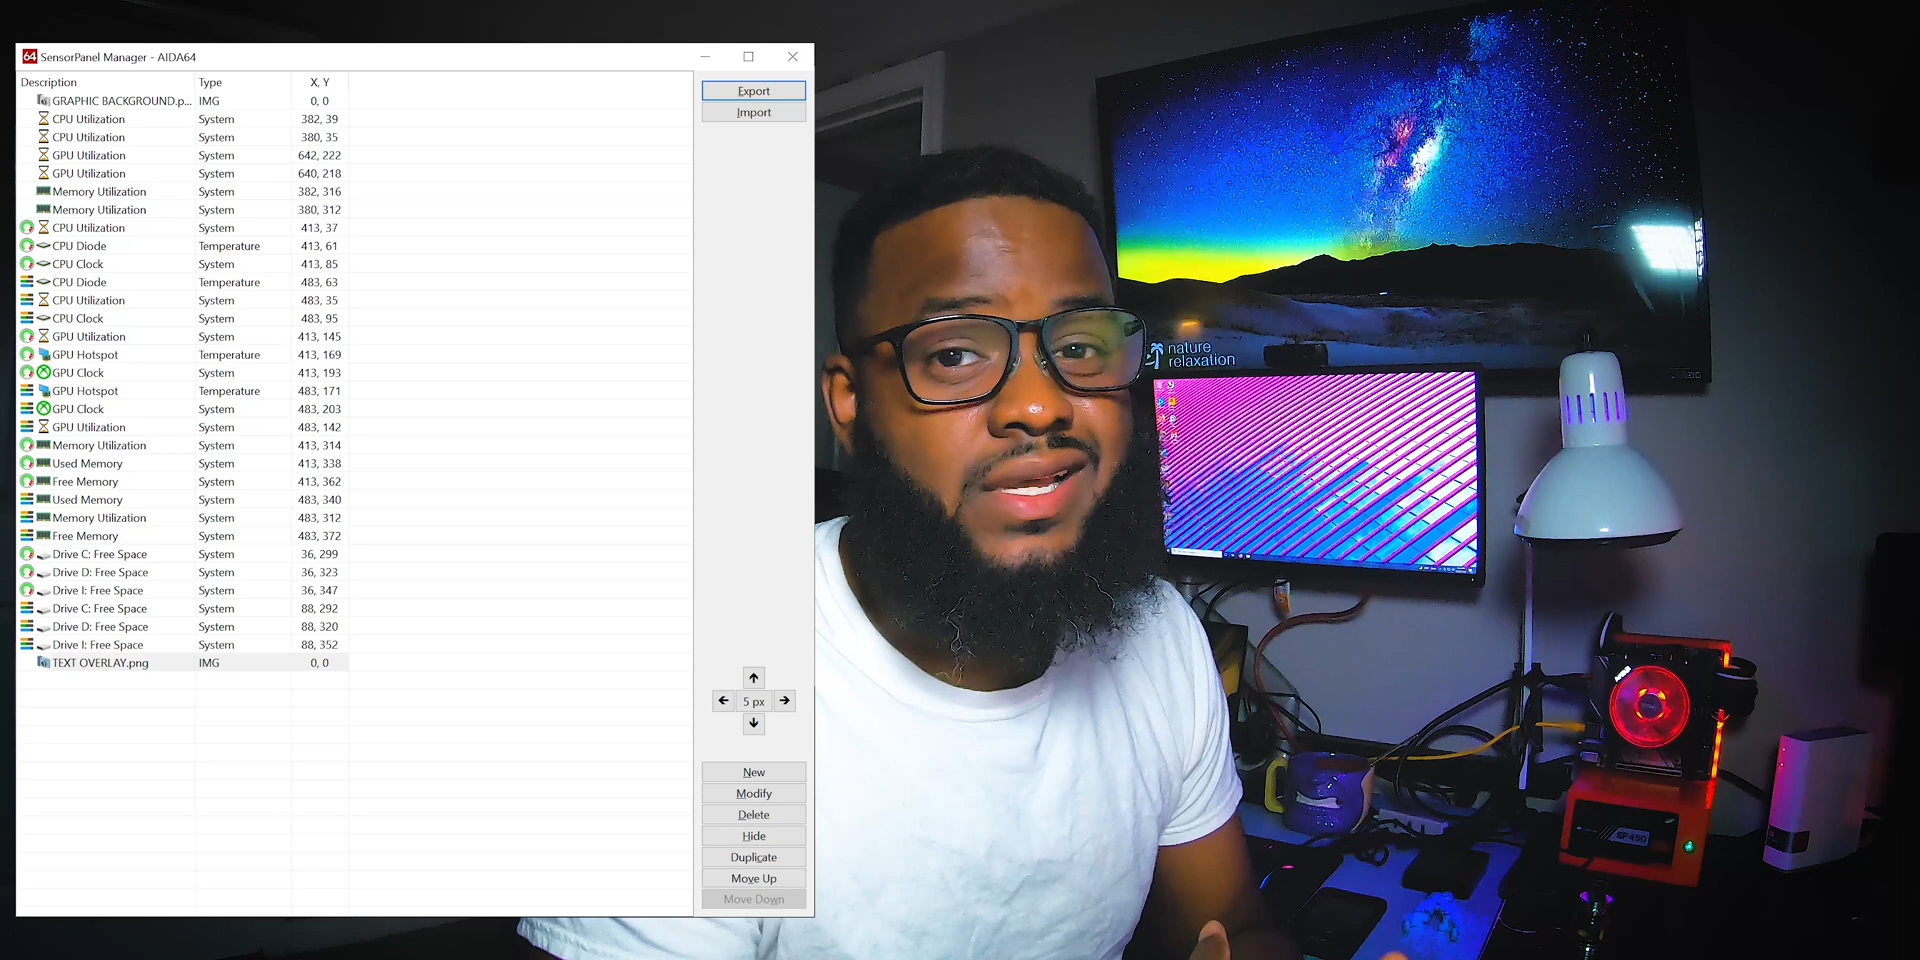 64 SensorPanel Manager - AIDA64
Description Type X, Y
GRAPHIC BACKGROUND.p... IMG 0, 0
CPU Utilization System 382, 39
CPU Utilization System 380, 35
GPU Utilization System 642, 222
GPU Utilization System 640, 218
Memory Utilization System 382, 316
Memory Utilization System 380, 312
CPU Utilization System 413, 37
CPU Diode Temperature 413, 61
CPU Clock System 413, 85
CPU Diode Temperature 483, 63
CPU Utilization System 483, 35
CPU Clock System 483, 95
GPU Utilization System 413, 145
GPU Hotspot Temperature 413, 169
GPU Clock System 413, 193
GPU Hotspot Temperature 483, 171
GPU Clock System 483, 203
GPU Utilization System 483, 142
Memory Utilization System 413, 314
Used Memory System 413, 338
Free Memory System 413, 362
Used Memory System 483, 340
Memory Utilization System 483, 312
Free Memory System 483, 372
Drive C: Free Space System 36, 299
Drive D: Free Space System 36, 323
Drive I: Free Space System 36, 347
Drive C: Free Space System 88, 292
Drive D: Free Space System 88, 320
Drive I: Free Space System 88, 352
TEXT OVERLAY.png IMG 0, 0
Export
Import
5 px
New
Modify
Delete
Hide
Duplicate
Move Up
Move Down
nature
relaxation
SF450